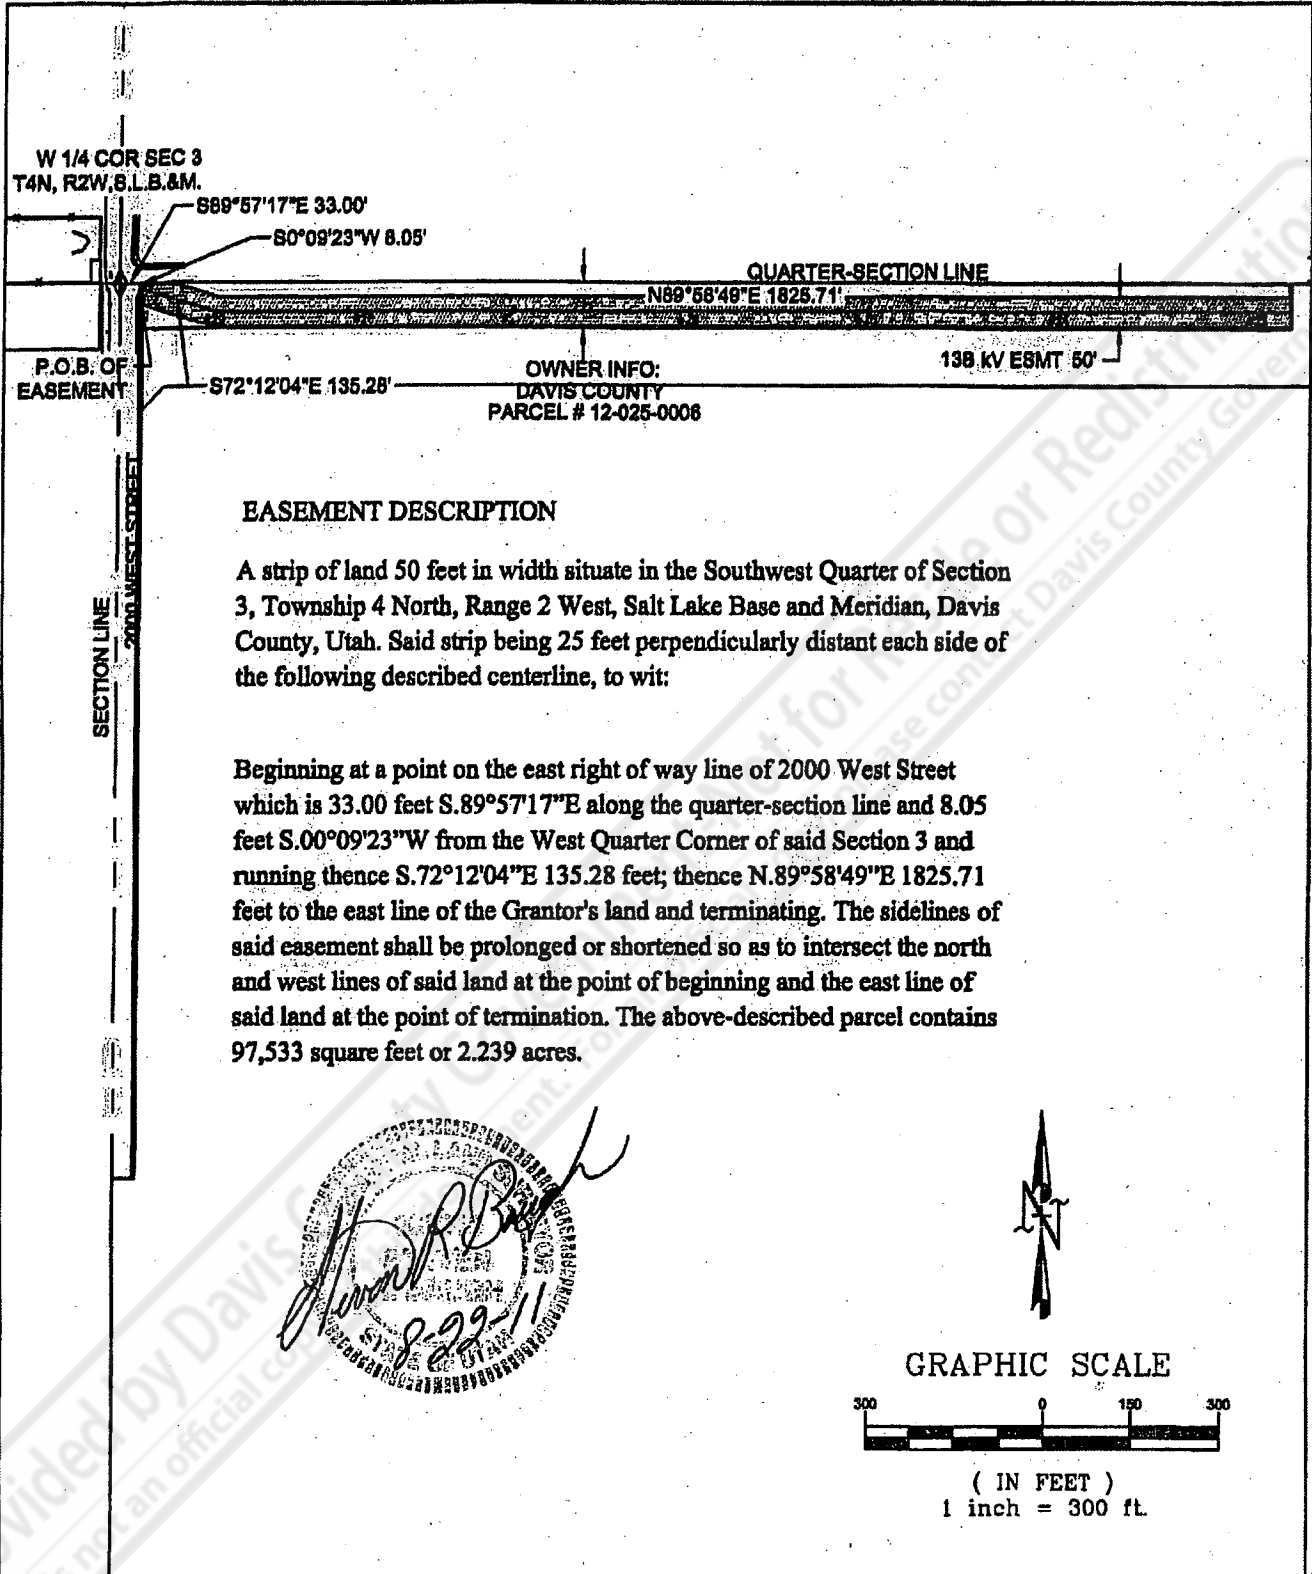 W 1/4 COR SEC 3
T4N, R2W, S.L.B.&M.
S89°57'17"E 33.00'
S0°09'23"W 8.05'
QUARTER-SECTION LINE
N89°58'49"E 1825.71'
P.O.B. OF
EASEMENT
S72°12'04"E 135.28'
OWNER INFO:
DAVIS COUNTY
PARCEL # 12-025-0006
138 kV ESMT 50'
SECTION LINE
2000 WEST STREET
EASEMENT DESCRIPTION
A strip of land 50 feet in width situate in the Southwest Quarter of Section
3, Township 4 North, Range 2 West, Salt Lake Base and Meridian, Davis
County, Utah. Said strip being 25 feet perpendicularly distant each side of
the following described centerline, to wit:
Beginning at a point on the east right of way line of 2000 West Street
which is 33.00 feet S.89°57'17"E along the quarter-section line and 8.05
feet S.00°09'23"W from the West Quarter Corner of said Section 3 and
running thence S.72°12'04"E 135.28 feet; thence N.89°58'49"E 1825.71
feet to the east line of the Grantor's land and terminating. The sidelines of
said easement shall be prolonged or shortened so as to intersect the north
and west lines of said land at the point of beginning and the east line of
said land at the point of termination. The above-described parcel contains
97,533 square feet or 2.239 acres.
8-22-11
STATE OF UTAH
N
GRAPHIC SCALE
300 0 150 300
( IN FEET )
1 inch = 300 ft.